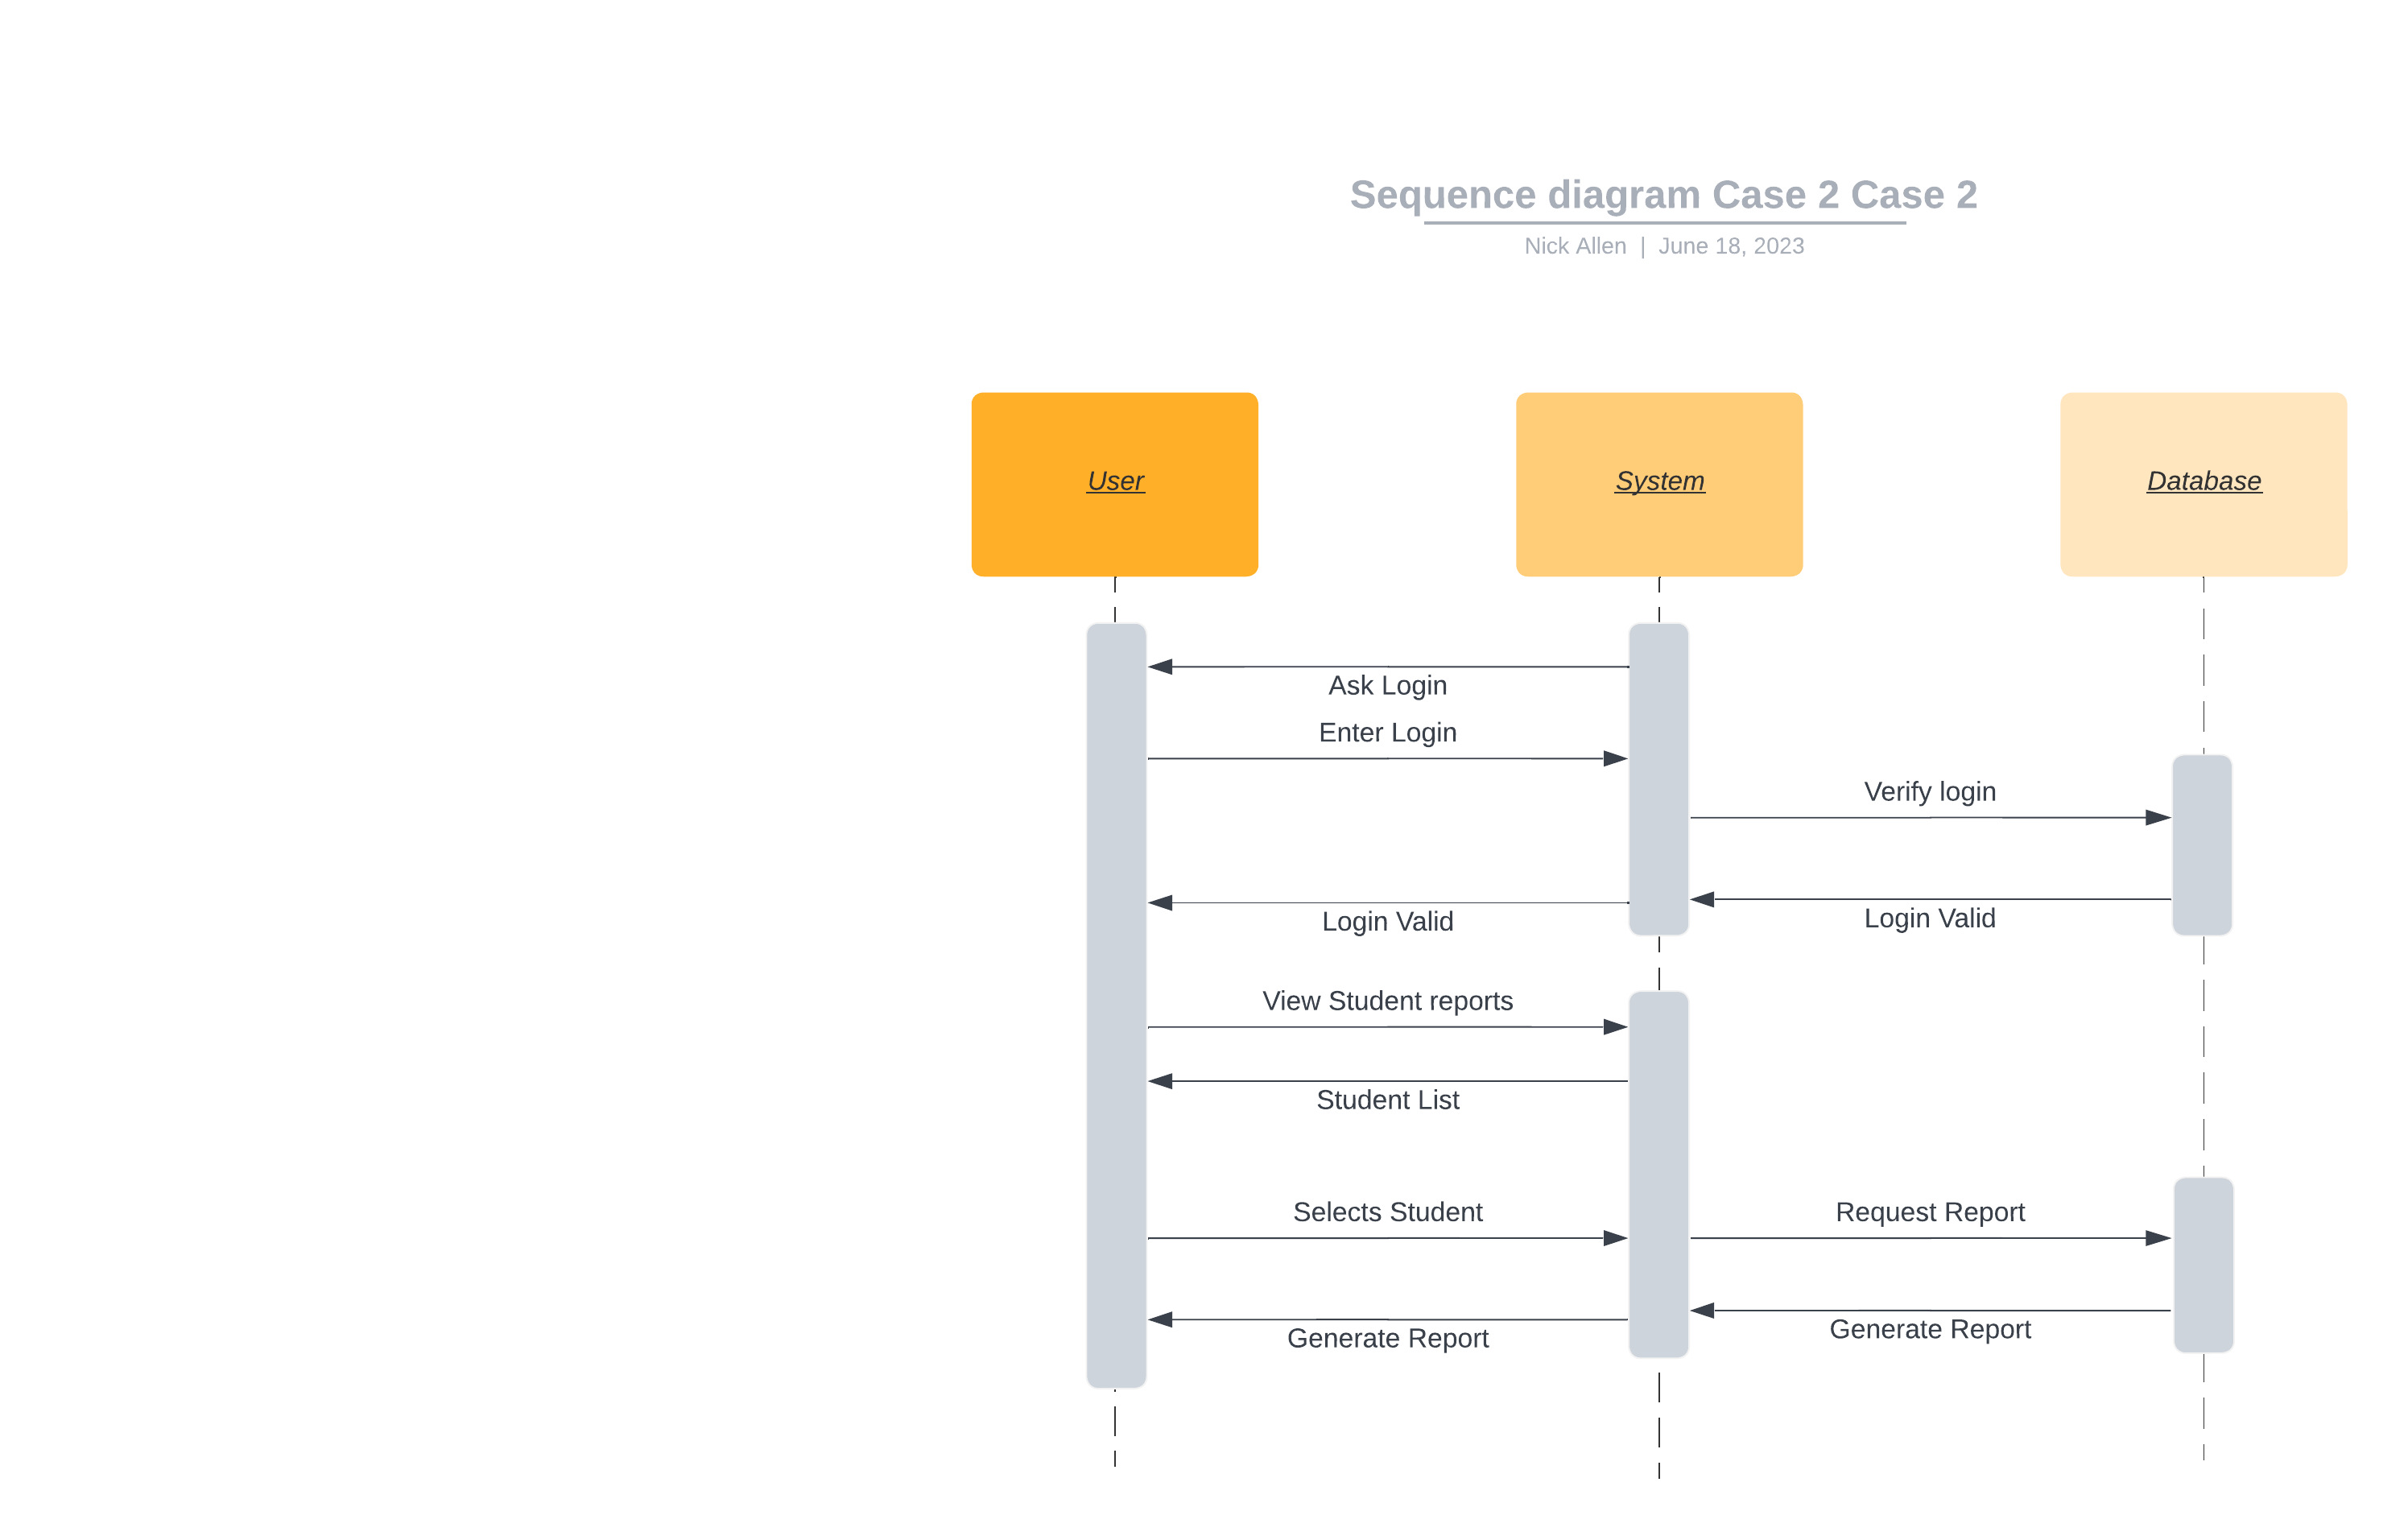 Sequence diagram Case 2 Case 2
Nick Allen | June 18, 2023
User
System
Database
Ask Login
Enter Login
Verify login
Login Valid
Login Valid
View Student reports
Student List
Selects Student
Request Report
Generate Report
Generate Report